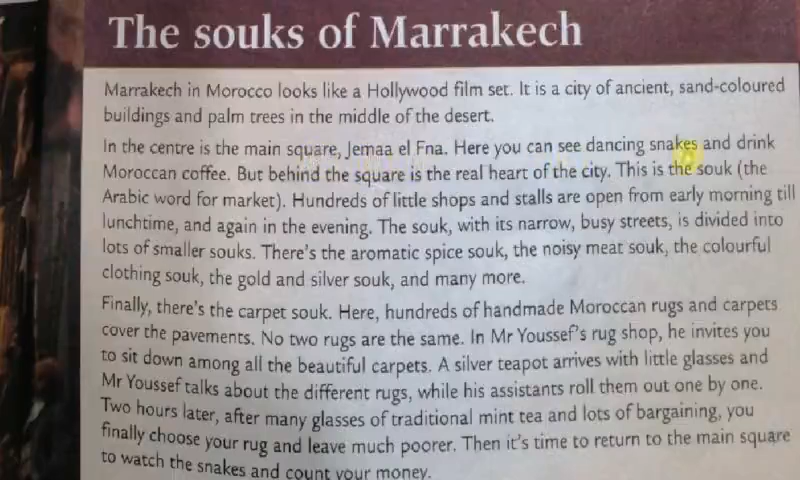 The souks of Marrakech
Marrakech in Morocco looks like a Hollywood film set. It is a city of ancient, sand-coloured
buildings and palm trees in the middle of the desert.
In the centre is the main square, Jemaa el Fna. Here you can see dancing snakes and drink
Moroccan coffee. But behind the square is the real heart of the city. This is the souk (the
Arabic word for market). Hundreds of little shops and stalls are open from early morning till
lunchtime, and again in the evening. The souk, with its narrow, busy streets, is divided into
lots of smaller souks. There's the aromatic spice souk, the noisy meat souk, the colourful
clothing souk, the gold and silver souk, and many more.
Finally, there's the carpet souk. Here, hundreds of handmade Moroccan rugs and carpets
cover the pavements. No two rugs are the same. In Mr Youssef's rug shop, he invites you
to sit down among all the beautiful carpets. A silver teapot arrives with little glasses and
Mr Youssef talks about the different rugs, while his assistants roll them out one by one.
Two hours later, after many glasses of traditional mint tea and lots of bargaining, you
finally choose your rug and leave much poorer. Then it's time to return to the main square
to watch the snakes and count your money.